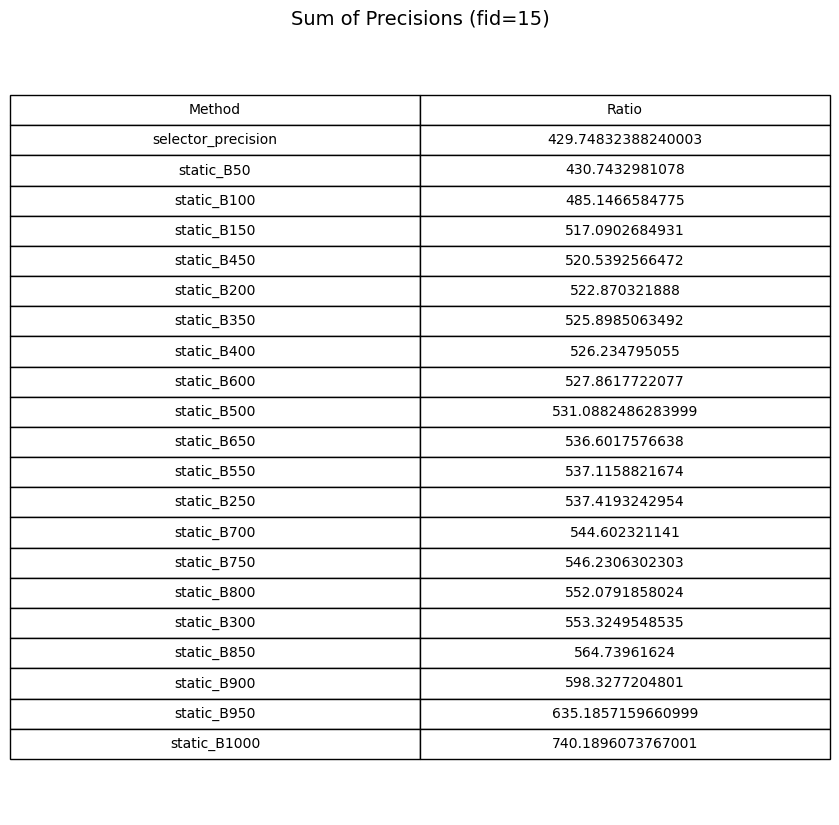 Sum of Precisions (fid=15)
Method Ratio
selector_precision 429.74832388240003
static_B50 430.7432981078
static_B100 485.1466584775
static_B150 517.0902684931
static_B450 520.5392566472
static_B200 522.870321888
static_B350 525.8985063492
static_B400 526.234795055
static_B600 527.8617722077
static_B500 531.0882486283999
static_B650 536.6017576638
static_B550 537.1158821674
static_B250 537.4193242954
static_B700 544.602321141
static_B750 546.2306302303
static_B800 552.0791858024
static_B300 553.3249548535
static_B850 564.73961624
static_B900 598.3277204801
static_B950 635.1857159660999
static_B1000 740.1896073767001